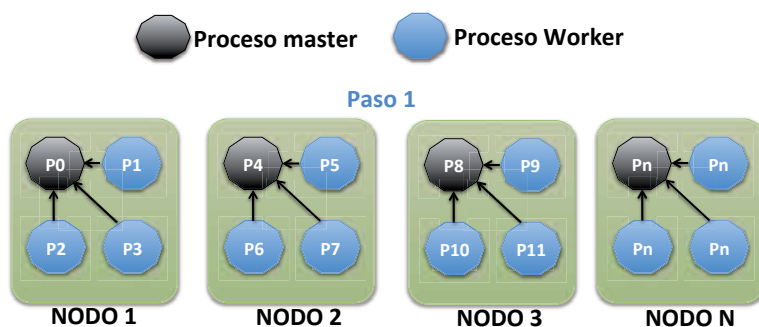 Proceso master Proceso Worker
Paso 1
P0 P1 P4 P5 P8 P9 Pn Pn
P2 P3 P6 P7 P10 P11 Pn Pn
NODO 1 NODO 2 NODO 3 NODO N